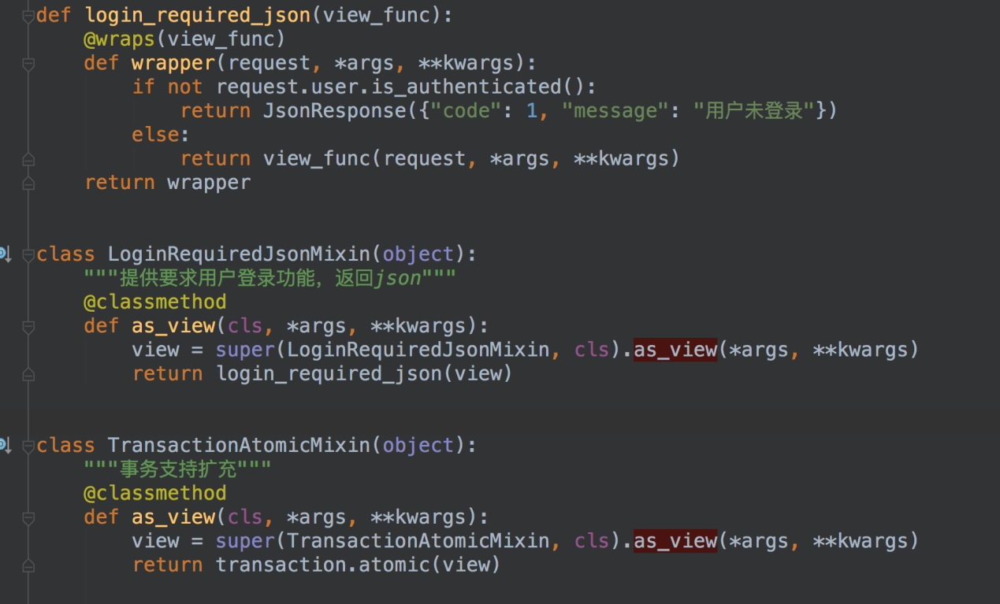 def login_required_json(view_func):
    @wraps(view_func)
    def wrapper(request, *args, **kwargs):
        if not request.user.is_authenticated():
            return JsonResponse({"code": 1, "message": "用户未登录"})
        else:
            return view_func(request, *args, **kwargs)
    return wrapper
class LoginRequiredJsonMixin(object):
    """提供要求用户登录功能，返回json"""
    @classmethod
    def as_view(cls, *args, **kwargs):
        view = super(LoginRequiredJsonMixin, cls).as_view(*args, **kwargs)
        return login_required_json(view)
class TransactionAtomicMixin(object):
    """事务支持扩充"""
    @classmethod
    def as_view(cls, *args, **kwargs):
        view = super(TransactionAtomicMixin, cls).as_view(*args, **kwargs)
        return transaction.atomic(view)